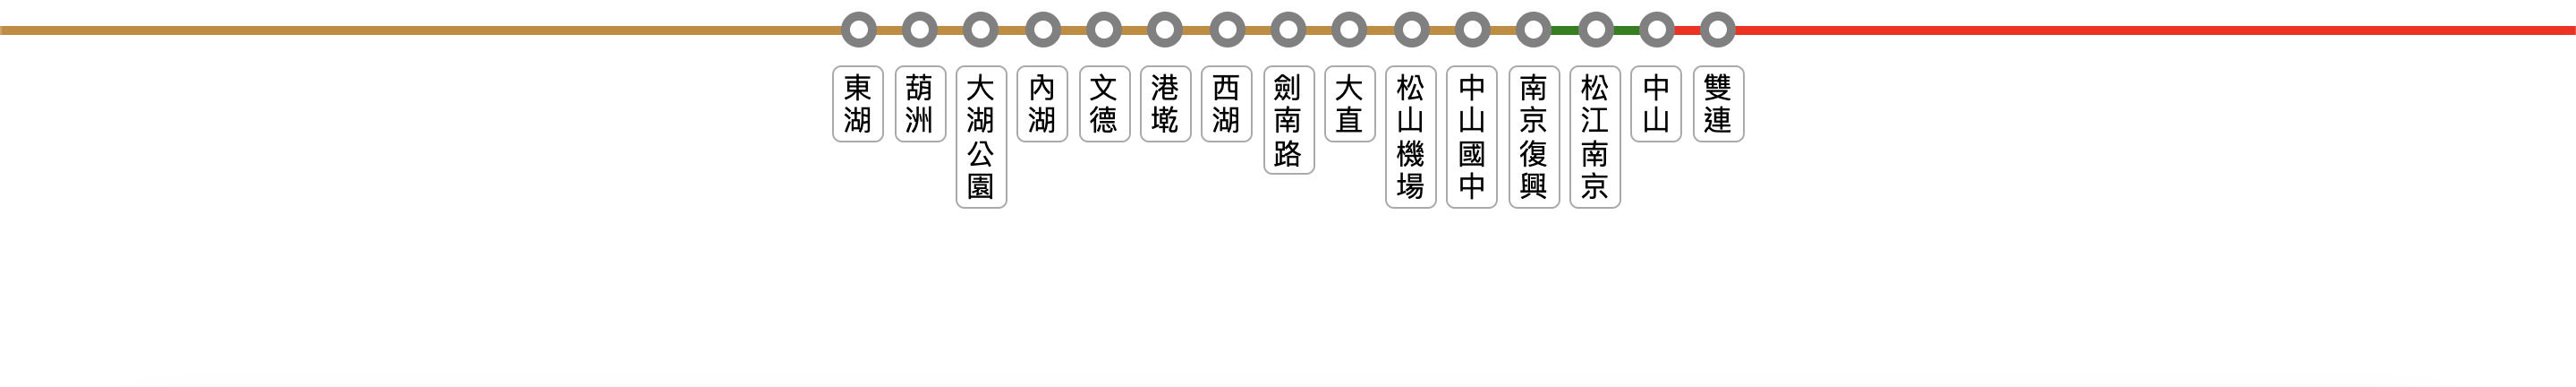 東湖
葫洲
大湖公園
內湖
文德
港墘
西湖
劍南路
大直
松山機場
中山國中
南京復興
松江南京
中山
雙連